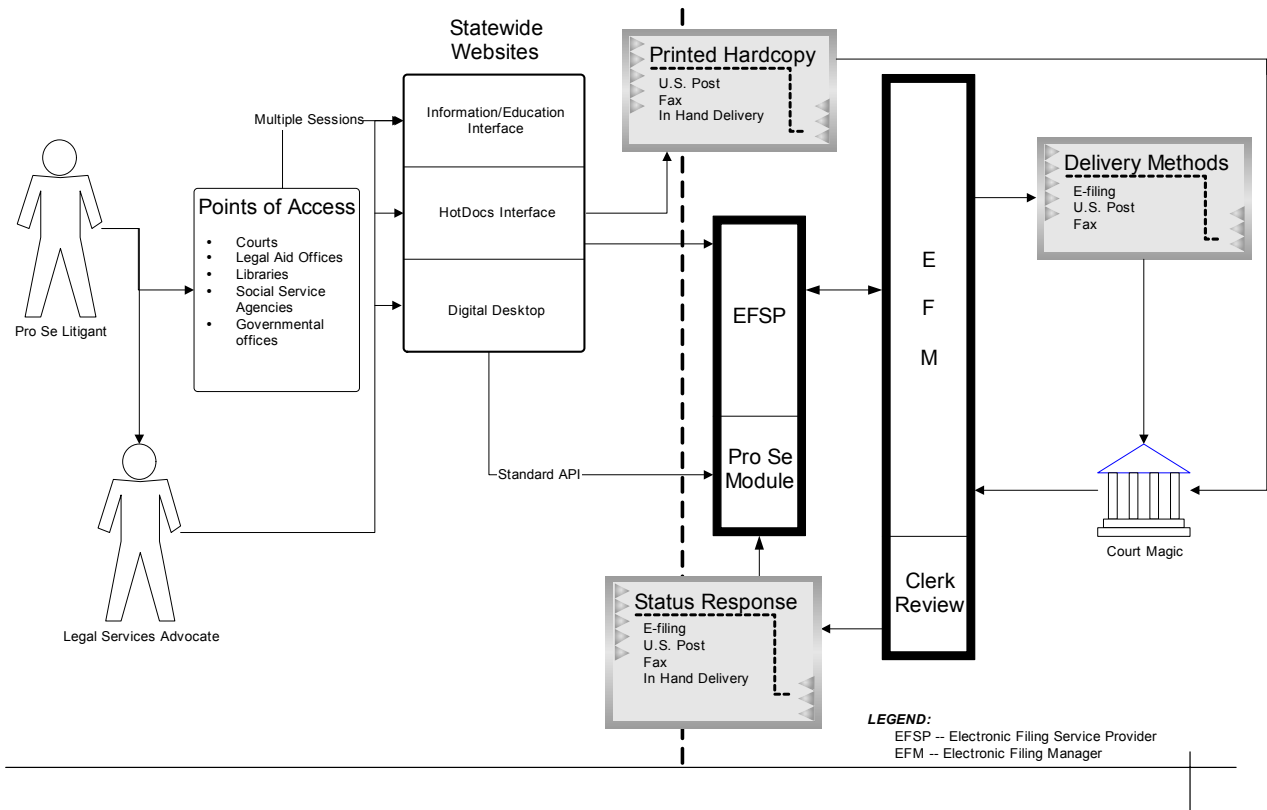 Statewide
Websites
Information/Education
Interface
HotDocs Interface
Digital Desktop
Multiple Sessions
Points of Access
• Courts
• Legal Aid Offices
• Libraries
• Social Service
Agencies
• Governmental
offices
Pro Se Litigant
Legal Services Advocate
Standard API
Printed Hardcopy
U.S. Post
Fax
In Hand Delivery
EFSP
Pro Se
Module
E
F
M
Clerk
Review
Delivery Methods
E-filing
U.S. Post
Fax
Court Magic
Status Response
E-filing
U.S. Post
Fax
In Hand Delivery
LEGEND:
EFSP -- Electronic Filing Service Provider
EFM -- Electronic Filing Manager